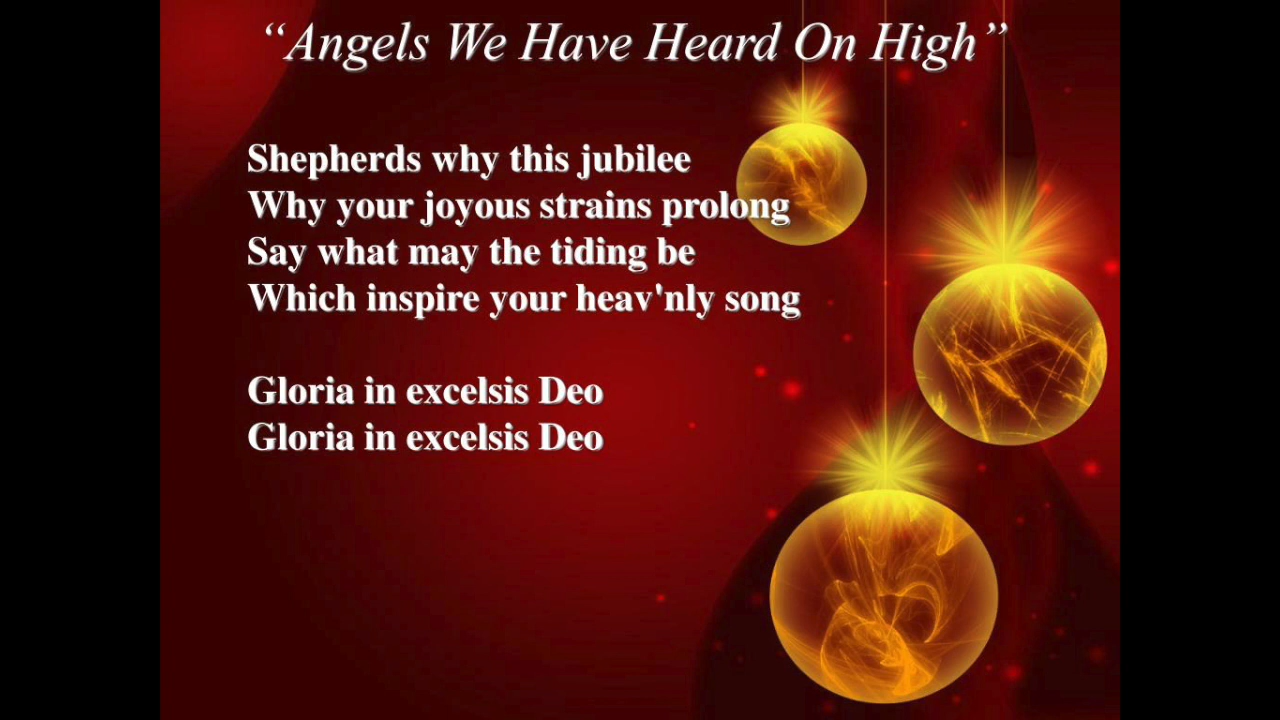 “Angels We Have Heard On High”
Shepherds why this jubilee
Why your joyous strains prolong
Say what may the tiding be
Which inspire your heav'nly song
Gloria in excelsis Deo
Gloria in excelsis Deo